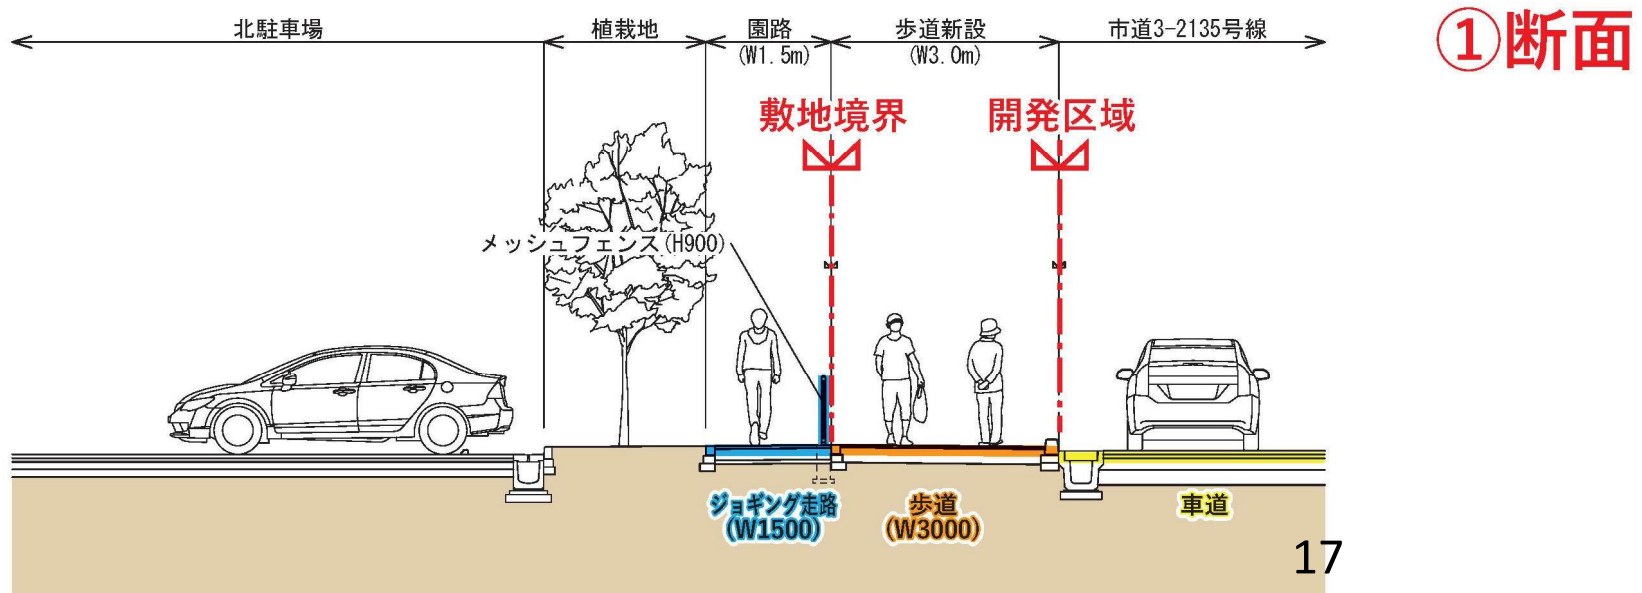 北駐車場
植栽地
園路
(W1.5m)
歩道新設
(W3.0m)
市道3-2135号線
①断面
敷地境界
開発区域
メッシュフェンス(H900)
ジョギング走路
(W1500)
歩道
(W3000)
車道
17